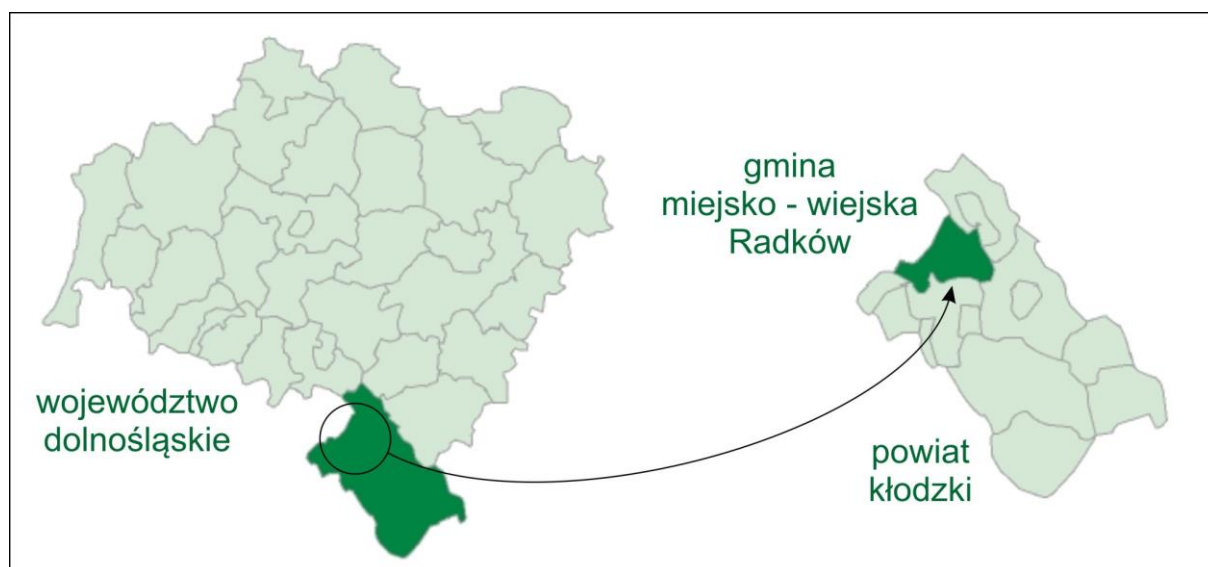 gmina
miejsko - wiejska
Radków
województwo
dolnośląskie
powiat
kłodzki